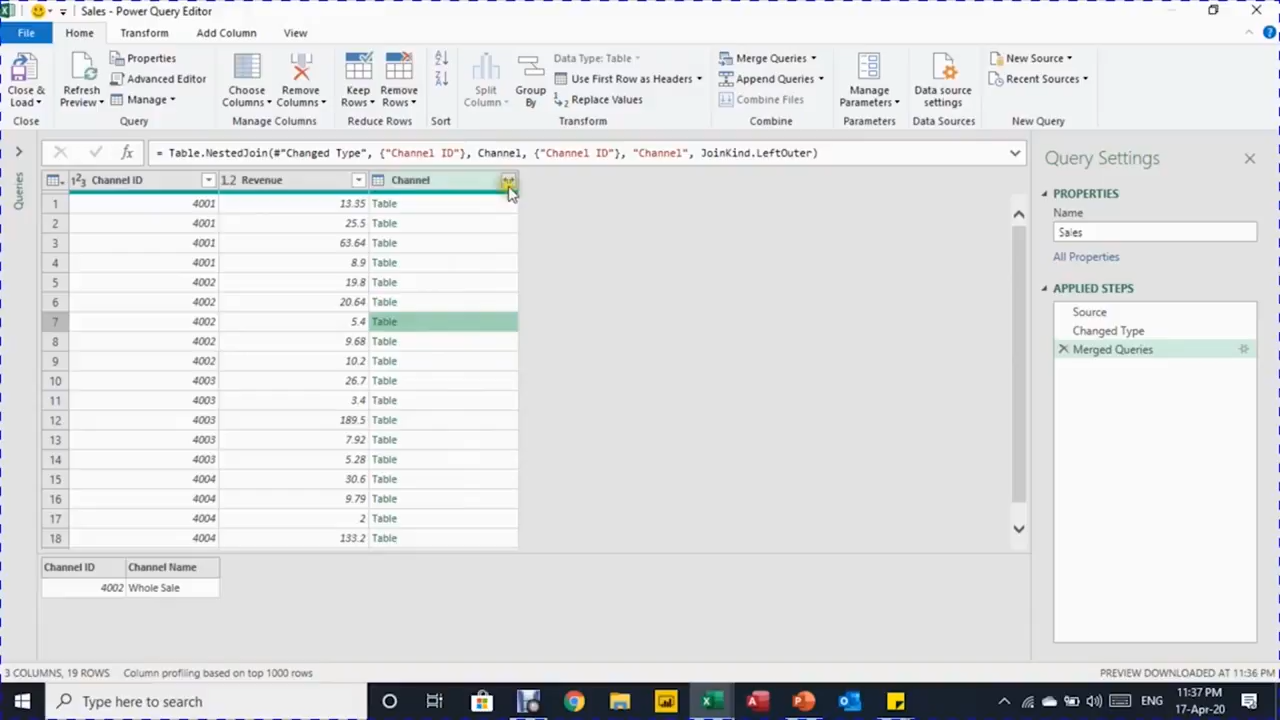 Sales - Power Query Editor
File Home Transform Add Column View
Close & Load
Close
Refresh Preview
Properties
Advanced Editor
Manage
Query
Choose Columns
Remove Columns
Manage Columns
Keep Rows
Remove Rows
Reduce Rows
Sort
Split Column
Group By
Data Type: Table
Use First Row as Headers
Replace Values
Transform
Merge Queries
Append Queries
Combine Files
Combine
Manage Parameters
Parameters
Data source settings
Data Sources
New Source
Recent Sources
New Query
Queries
fx = Table.NestedJoin(#"Changed Type", {"Channel ID"}, Channel, {"Channel ID"}, "Channel", JoinKind.LeftOuter)
123 Channel ID 1.2 Revenue Channel
1 4001 13.35 Table
2 4001 25.5 Table
3 4001 63.64 Table
4 4001 8.9 Table
5 4002 19.8 Table
6 4002 20.64 Table
7 4002 5.4 Table
8 4002 9.68 Table
9 4002 10.2 Table
10 4003 26.7 Table
11 4003 3.4 Table
12 4003 189.5 Table
13 4003 7.92 Table
14 4003 5.28 Table
15 4004 30.6 Table
16 4004 9.79 Table
17 4004 2 Table
18 4004 133.2 Table
Channel ID Channel Name
4002 Whole Sale
Query Settings
PROPERTIES
Name
Sales
All Properties
APPLIED STEPS
Source
Changed Type
Merged Queries
3 COLUMNS, 19 ROWS Column profiling based on top 1000 rows PREVIEW DOWNLOADED AT 11:36 PM
Type here to search
ENG
11:37 PM
17-Apr-20